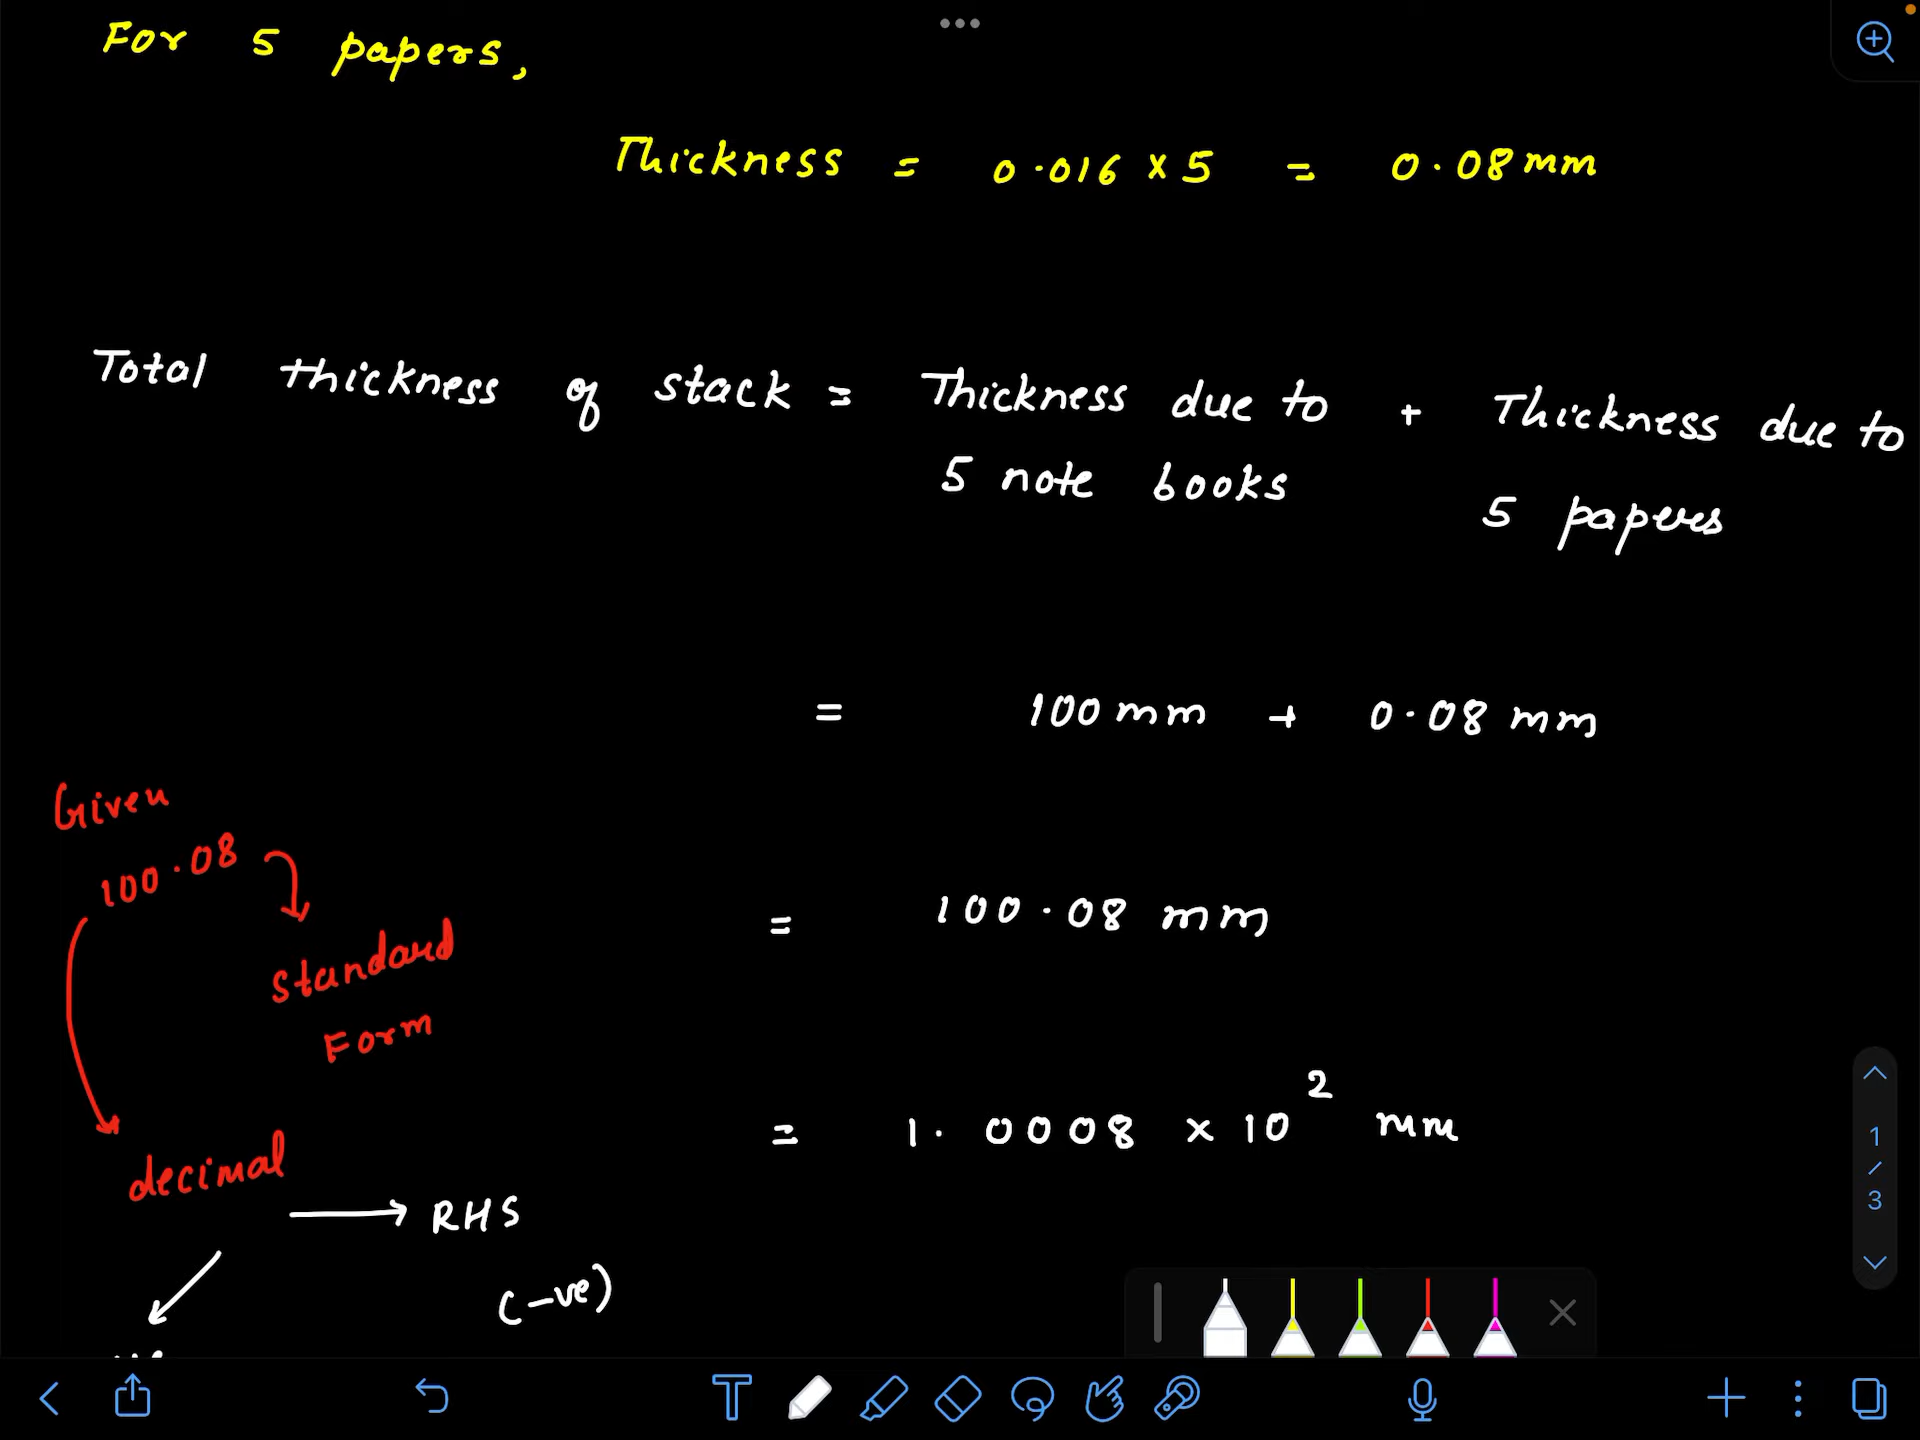 For 5 papers,
Thickness = 0.016 × 5 = 0.08 mm
Total thickness of stack = Thickness due to + Thickness due to
5 note books 5 papers
= 100 mm + 0.08 mm
Given
100.08
= 100.08 mm
standard
Form
= 1.0008 × 10² mm
decimal
→ RHS
(-ve)
1
/
3